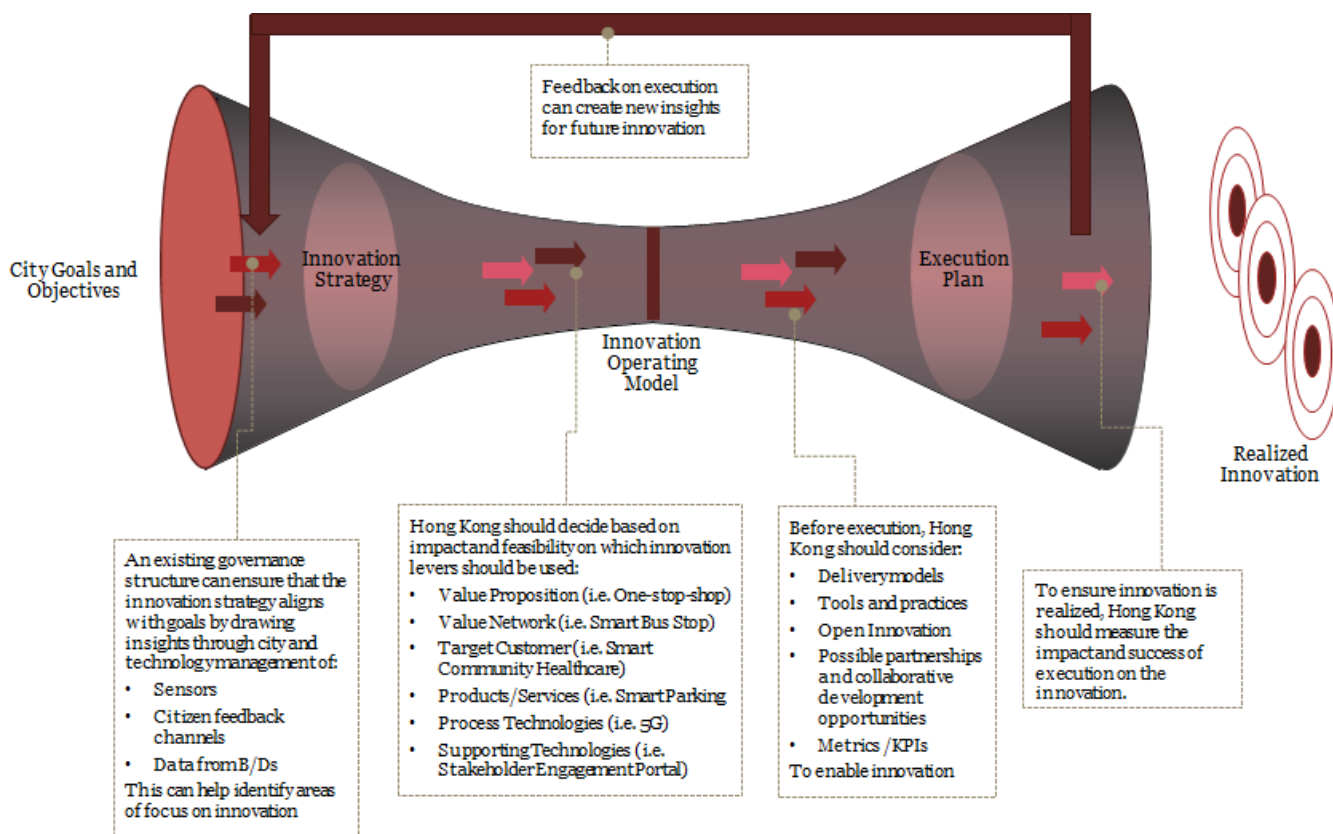 Feedback on execution
can create new insights
for future innovation
City Goals and
Objectives
Innovation
Strategy
Innovation
Operating
Model
Execution
Plan
Realized
Innovation
An existing governance
structure can ensure that the
innovation strategy aligns
with goals by drawing
insights through city and
technology management of:
• Sensors
• Citizen feedback
channels
• Data from B/Ds
This can help identify areas
of focus on innovation
Hong Kong should decide based on
impact and feasibility on which innovation
levers should be used:
• Value Proposition (i.e. One-stop-shop)
• Value Network (i.e. Smart Bus Stop)
• Target Customer (i.e. Smart
Community Healthcare)
• Products/Services (i.e. Smart Parking
• Process Technologies (i.e. 5G)
• Supporting Technologies (i.e.
Stakeholder Engagement Portal)
Before execution, Hong
Kong should consider:
• Delivery models
• Tools and practices
• Open Innovation
• Possible partnerships
and collaborative
development
opportunities
• Metrics /KPIs
To enable innovation
To ensure innovation is
realized, Hong Kong
should measure the
impact and success of
execution on the
innovation.